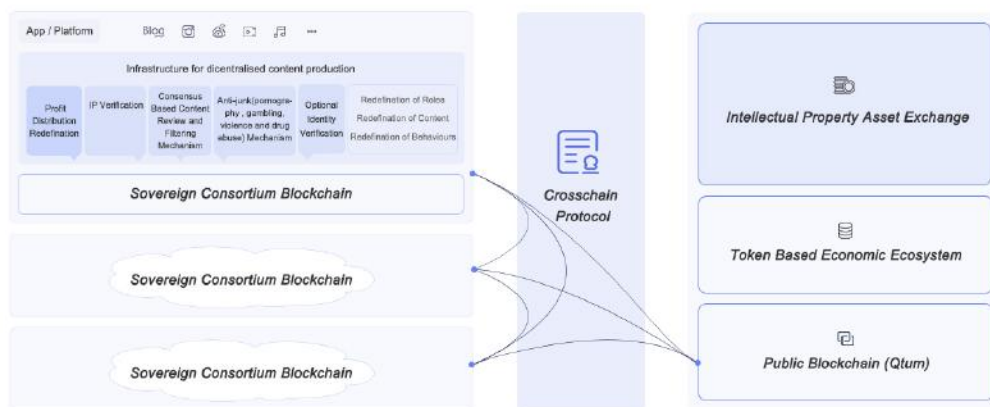 App / Platform
Blog
Infrastructure for dicentralised content production
Profit
Distribution
Redefination
IP Verification
Consensus
Based Content
Review and
Filtering
Mechanism
Anti-junk(pornogra-
phy , gambling,
violence and drug
abuse) Mechanism
Optional
Identity
Verification
Redefination of Roles
Redefination of Content
Redefination of Behaviours
Sovereign Consortium Blockchain
Sovereign Consortium Blockchain
Sovereign Consortium Blockchain
Crosschain
Protocol
Intellectual Property Asset Exchange
Token Based Economic Ecosystem
Public Blockchain (Qtum)